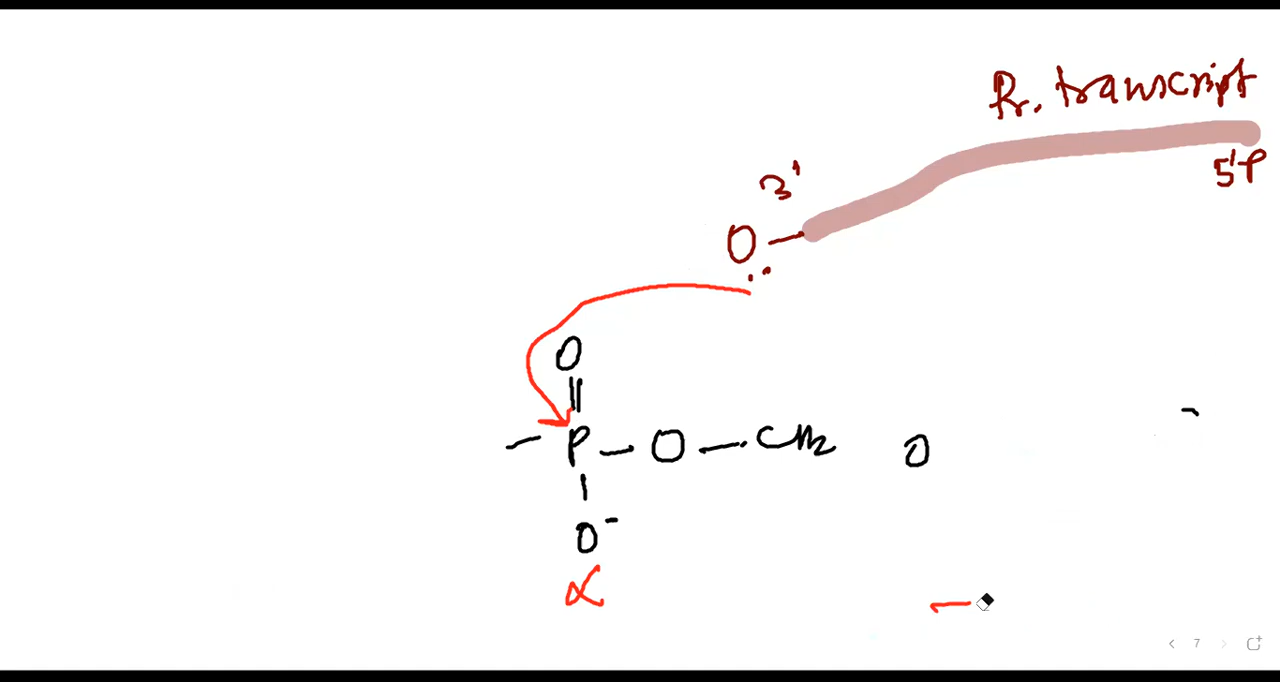 R. transcript
5'P
3'
O
O
P - O - CH2 O
O-
α
7